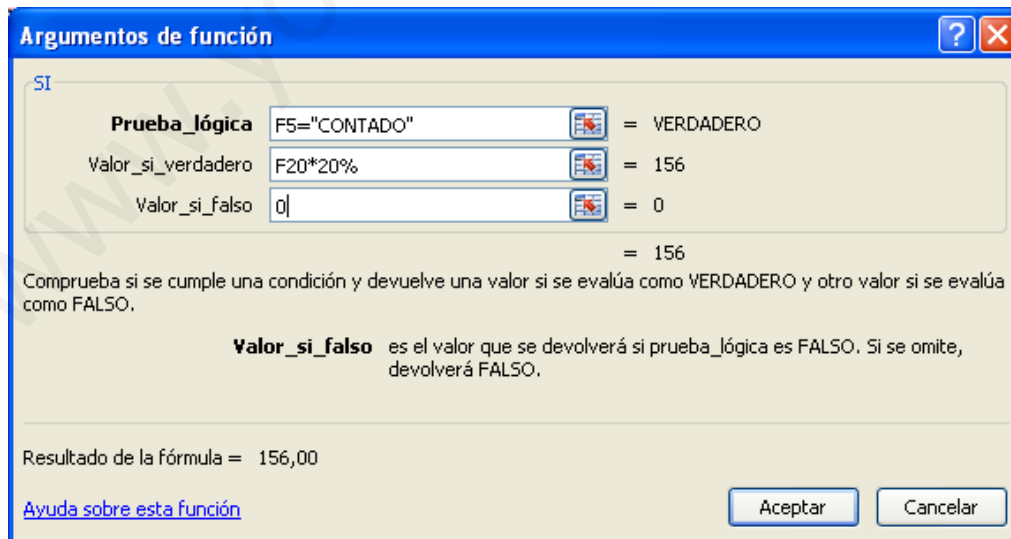 Argumentos de función
SI
Prueba_lógica F5="CONTADO" = VERDADERO
Valor_si_verdadero F20*20% = 156
Valor_si_falso 0 = 0
= 156
Comprueba si se cumple una condición y devuelve una valor si se evalúa como VERDADERO y otro valor si se evalúa
como FALSO.
Valor_si_falso es el valor que se devolverá si prueba_lógica es FALSO. Si se omite,
devolverá FALSO.
Resultado de la fórmula = 156,00
Ayuda sobre esta función Aceptar Cancelar